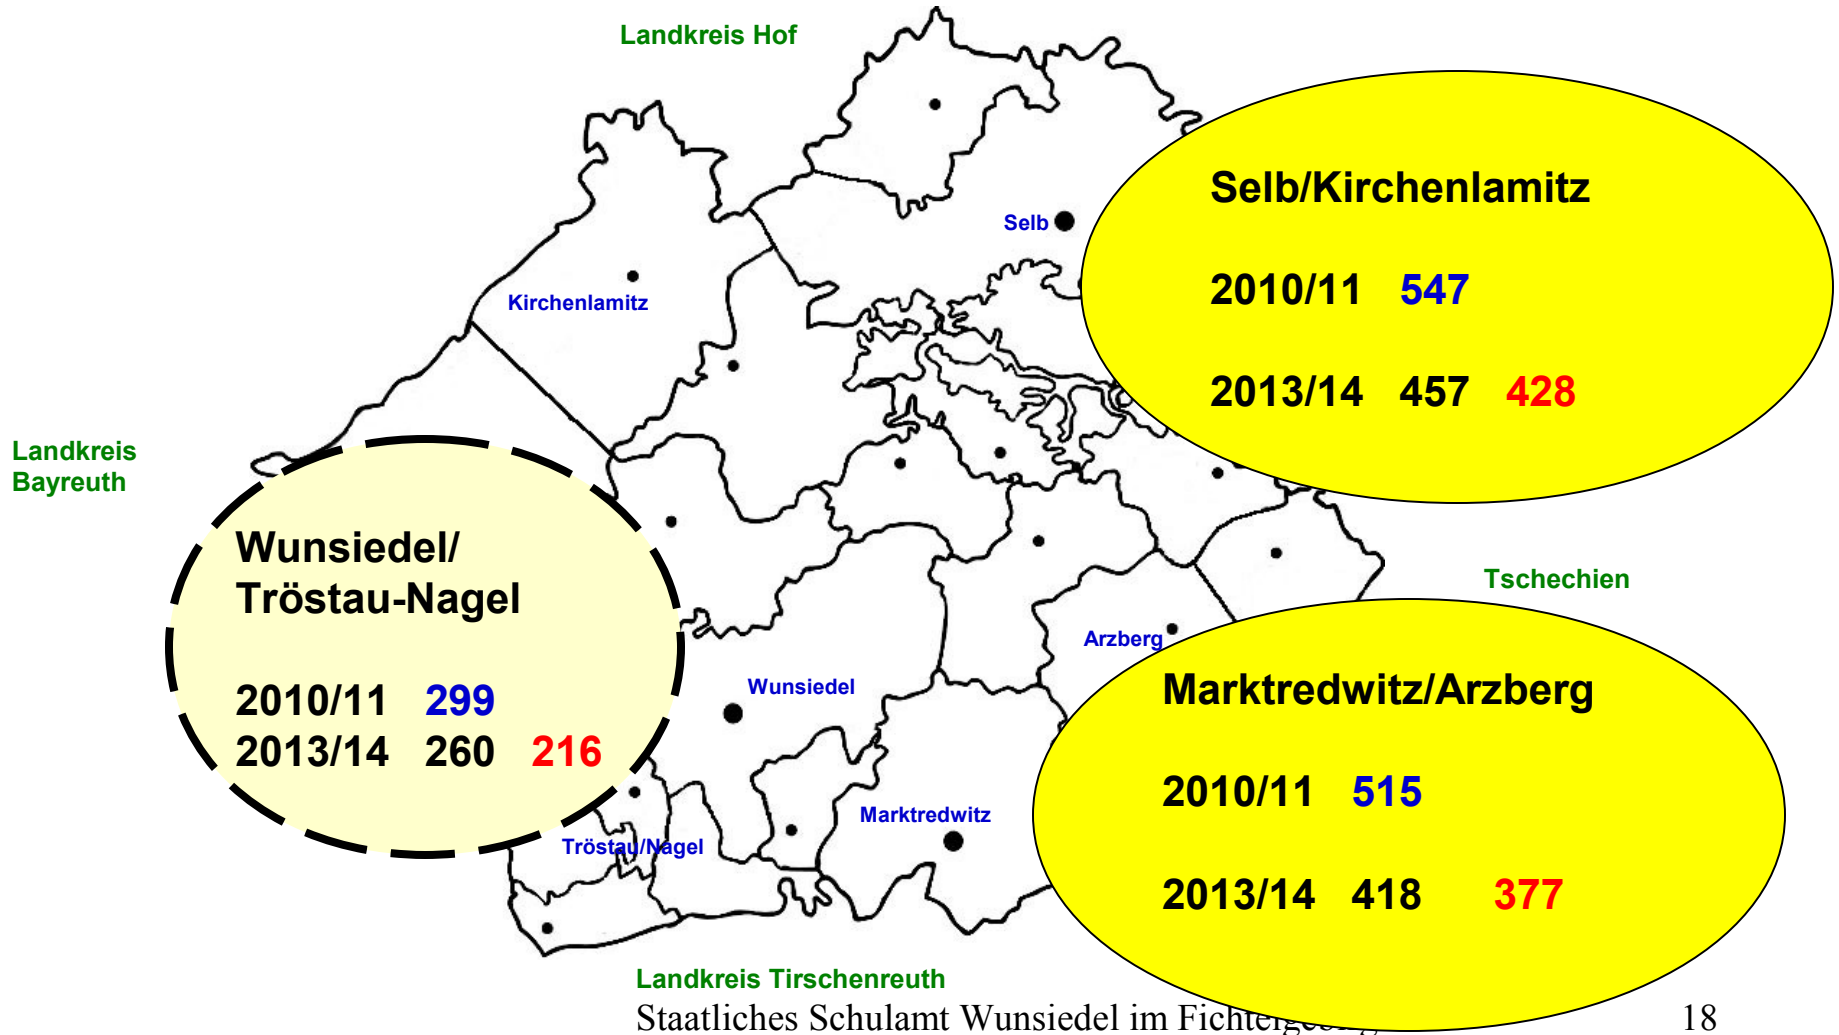 Landkreis Hof
Selb/Kirchenlamitz
Selb
2010/11 547
Kirchenlamitz
2013/14 457 428
Landkreis
Bayreuth
Wunsiedel/
Tröstau-Nagel
2010/11 299
2013/14 260 216
Tschechien
Arzberg
Wunsiedel
Marktredwitz/Arzberg
2010/11 515
2013/14 418 377
Marktredwitz
Tröstau/Nagel
Landkreis Tirschenreuth
Staatliches Schulamt Wunsiedel im
18